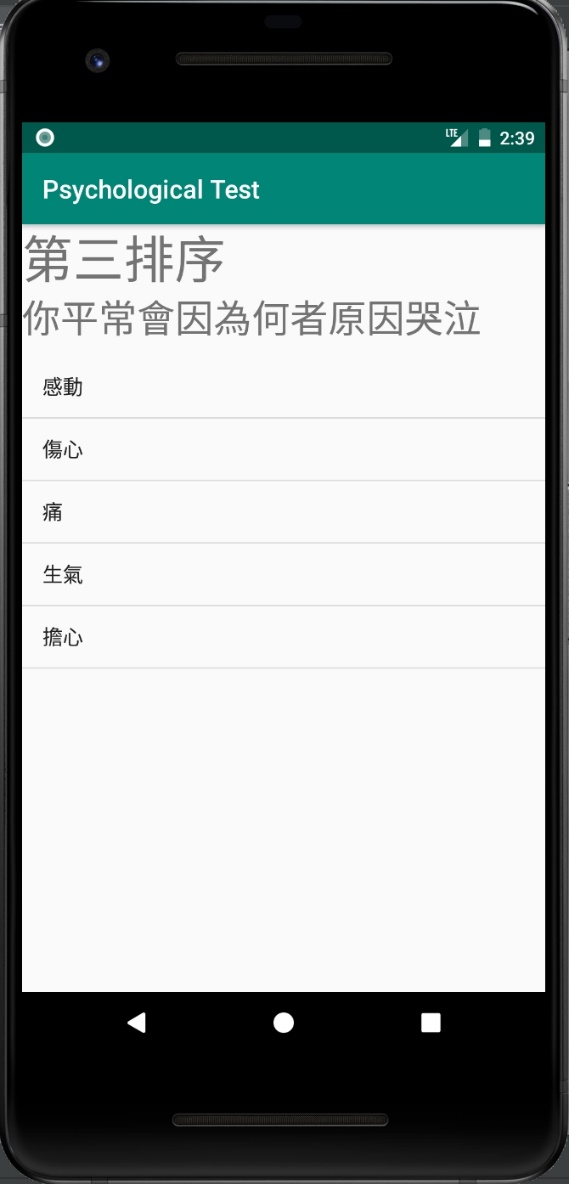 LTE 2:39
Psychological Test
第三排序
你平常會因為何者原因哭泣
感動
傷心
痛
生氣
擔心